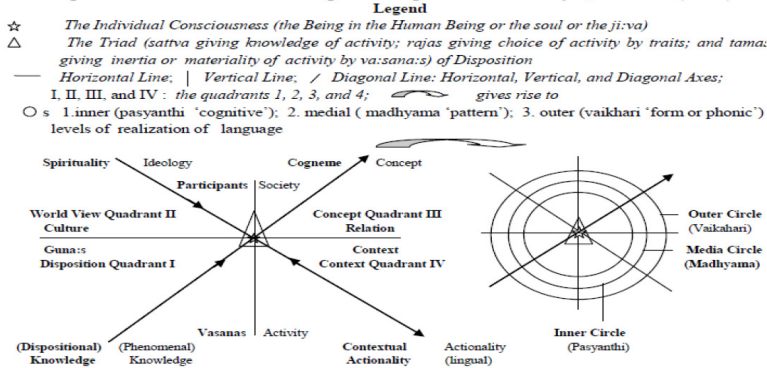 Legend
☆ The Individual Consciousness (the Being in the Human Being or the soul or the ji:va)
△ The Triad (sattva giving knowledge of activity; rajas giving choice of activity by traits; and tama:
giving inertia or materiality of activity by va:sana:s) of Disposition
— Horizontal Line; | Vertical Line; / Diagonal Line: Horizontal, Vertical, and Diagonal Axes;
I, II, III, and IV : the quadrants 1, 2, 3, and 4; gives rise to
○ s 1.inner (pasyanthi ‘cognitive’); 2. medial ( madhyama ‘pattern’); 3. outer (vaikhari ‘form or phonic’)
levels of realization of language
Spirituality Ideology Cogneme Concept
Participants Society
World View Quadrant II Concept Quadrant III
Culture Relation
Guna:s Context
Disposition Quadrant I Context Quadrant IV
Vasanas Activity
(Dispositional) (Phenomenal) Contextual Actionality
Knowledge Knowledge Actionality (lingual)
Outer Circle
(Vaikahari)
Media Circle
(Madhyama)
Inner Circle
(Pasyanthi)